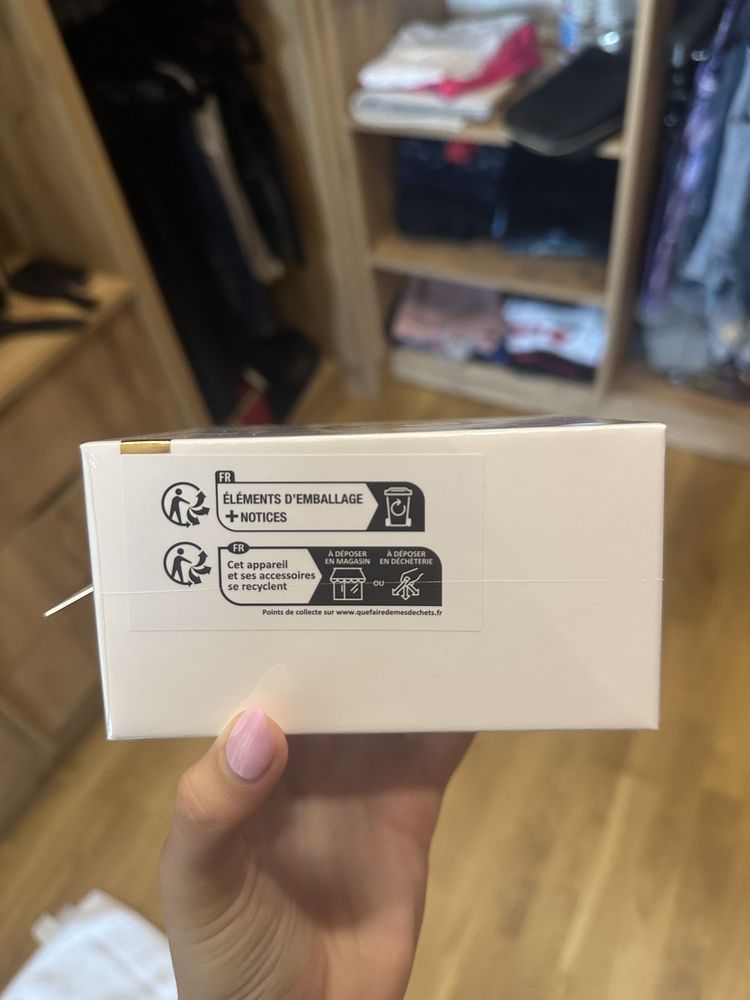 FR
ÉLÉMENTS D'EMBALLAGE
+ NOTICES
FR
Cet appareil
et ses accessoires
se recyclent
À DÉPOSER
EN MAGASIN
OU
À DÉPOSER
EN DÉCHÈTERIE
Points de collecte sur www.quefairedemesdechets.fr